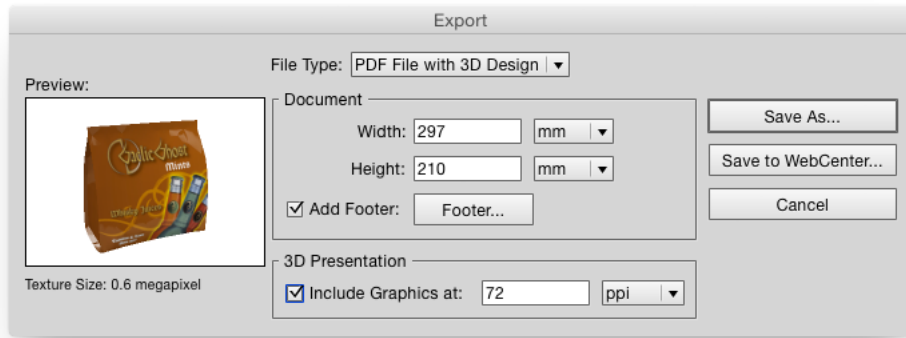 Export
File Type: PDF File with 3D Design
Preview:
Document
Width: 297 mm
Height: 210 mm
Add Footer: Footer...
3D Presentation
Include Graphics at: 72 ppi
Save As...
Save to WebCenter...
Cancel
Gaelic Ghost
Mints
Texture Size: 0.6 megapixel